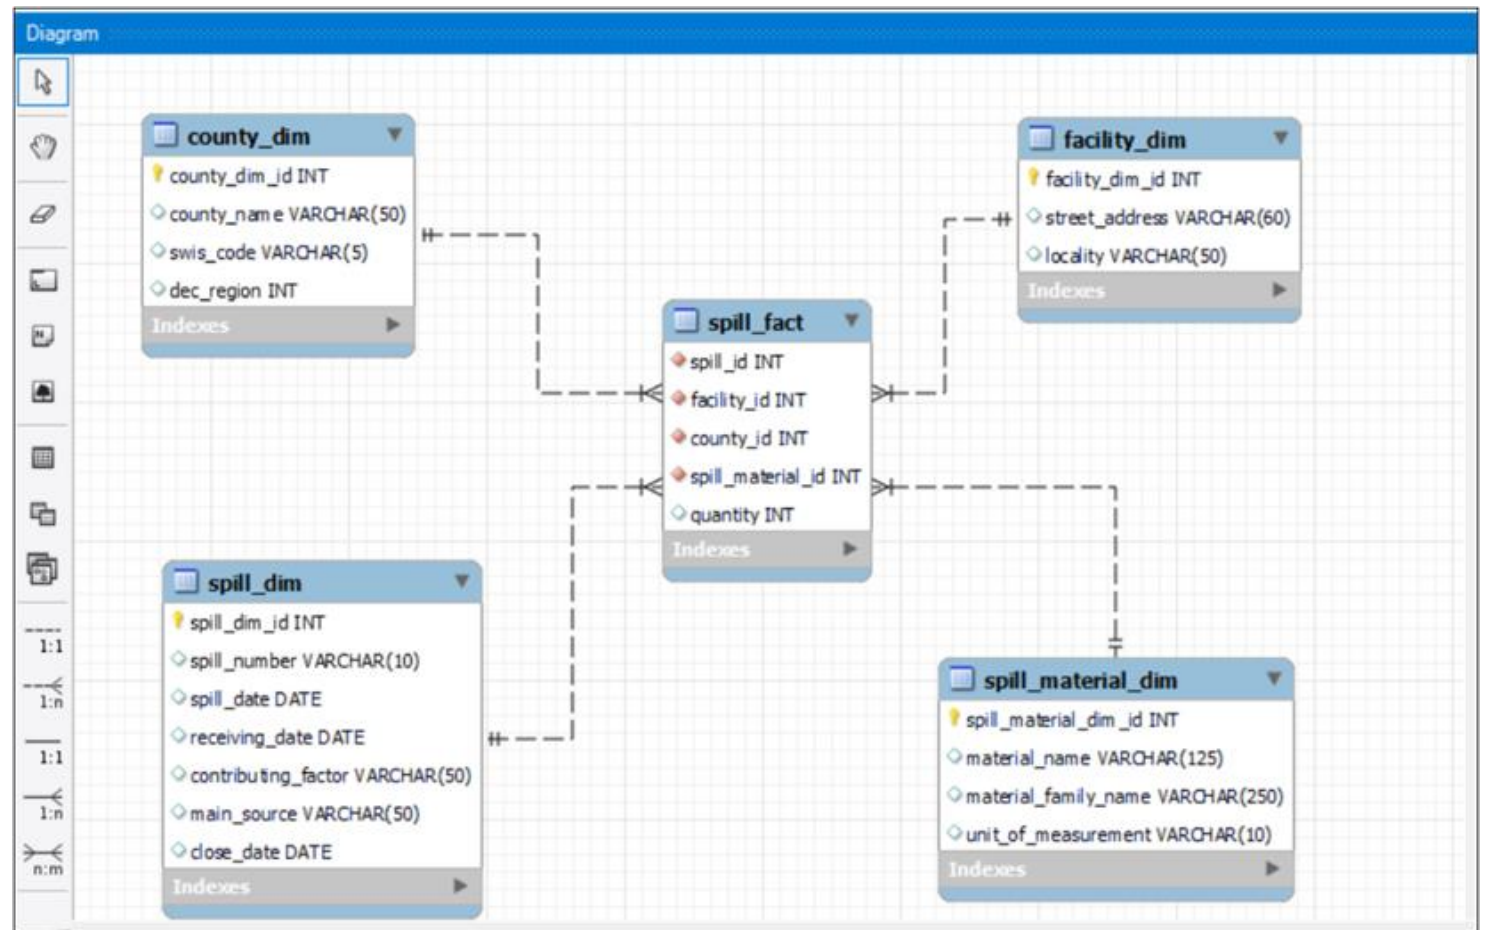 Diagram
county_dim
county_dim_id INT
county_name VARCHAR(50)
swis_code VARCHAR(5)
dec_region INT
Indexes
facility_dim
facility_dim_id INT
street_address VARCHAR(60)
locality VARCHAR(50)
Indexes
spill_fact
spill_id INT
facility_id INT
county_id INT
spill_material_id INT
quantity INT
Indexes
spill_dim
spill_dim_id INT
spill_number VARCHAR(10)
spill_date DATE
receiving_date DATE
contributing_factor VARCHAR(50)
main_source VARCHAR(50)
close_date DATE
Indexes
spill_material_dim
spill_material_dim_id INT
material_name VARCHAR(125)
material_family_name VARCHAR(250)
unit_of_measurement VARCHAR(10)
Indexes
1:1
1:n
1:1
1:n
n:m